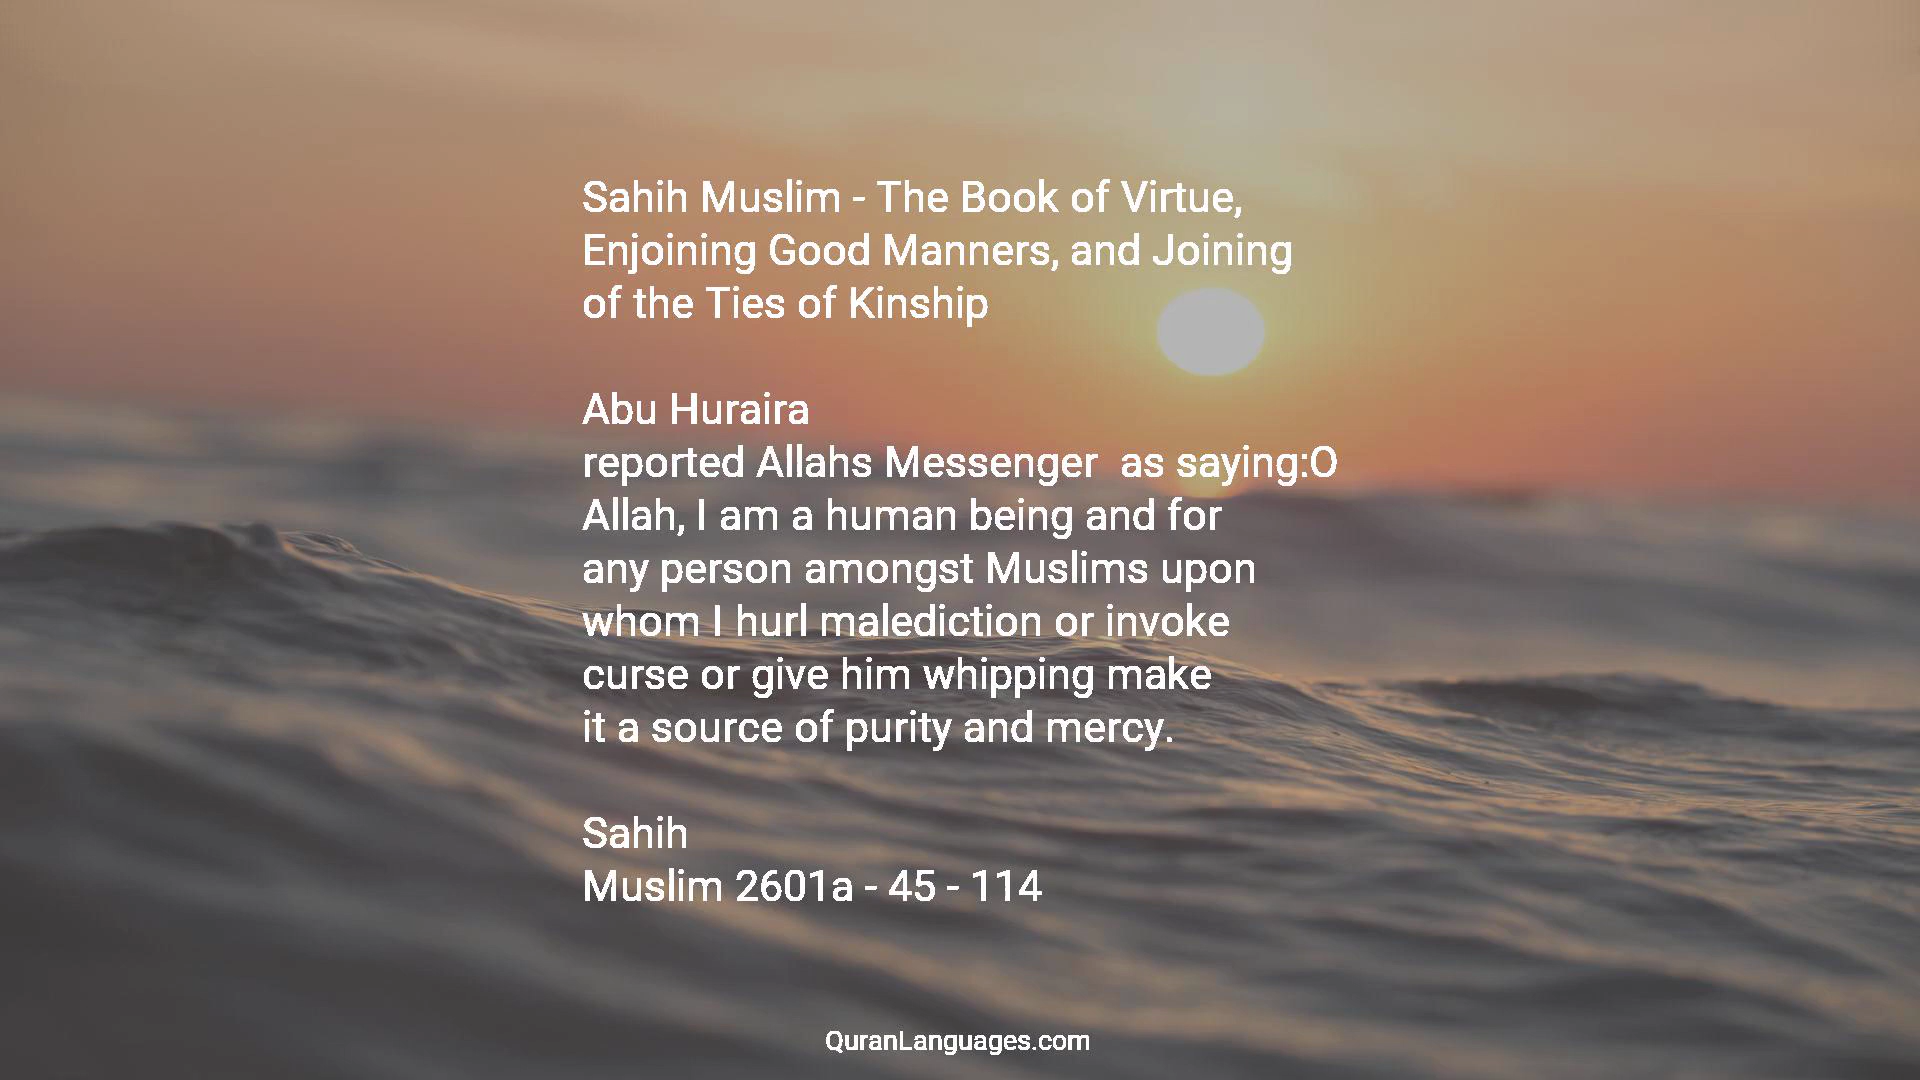 Sahih Muslim - The Book of Virtue,
Enjoining Good Manners, and Joining
of the Ties of Kinship
Abu Huraira
reported Allahs Messenger  as saying:O
Allah, I am a human being and for
any person amongst Muslims upon
whom I hurl malediction or invoke
curse or give him whipping make
it a source of purity and mercy.
Sahih
Muslim 2601a - 45 - 114
QuranLanguages.com